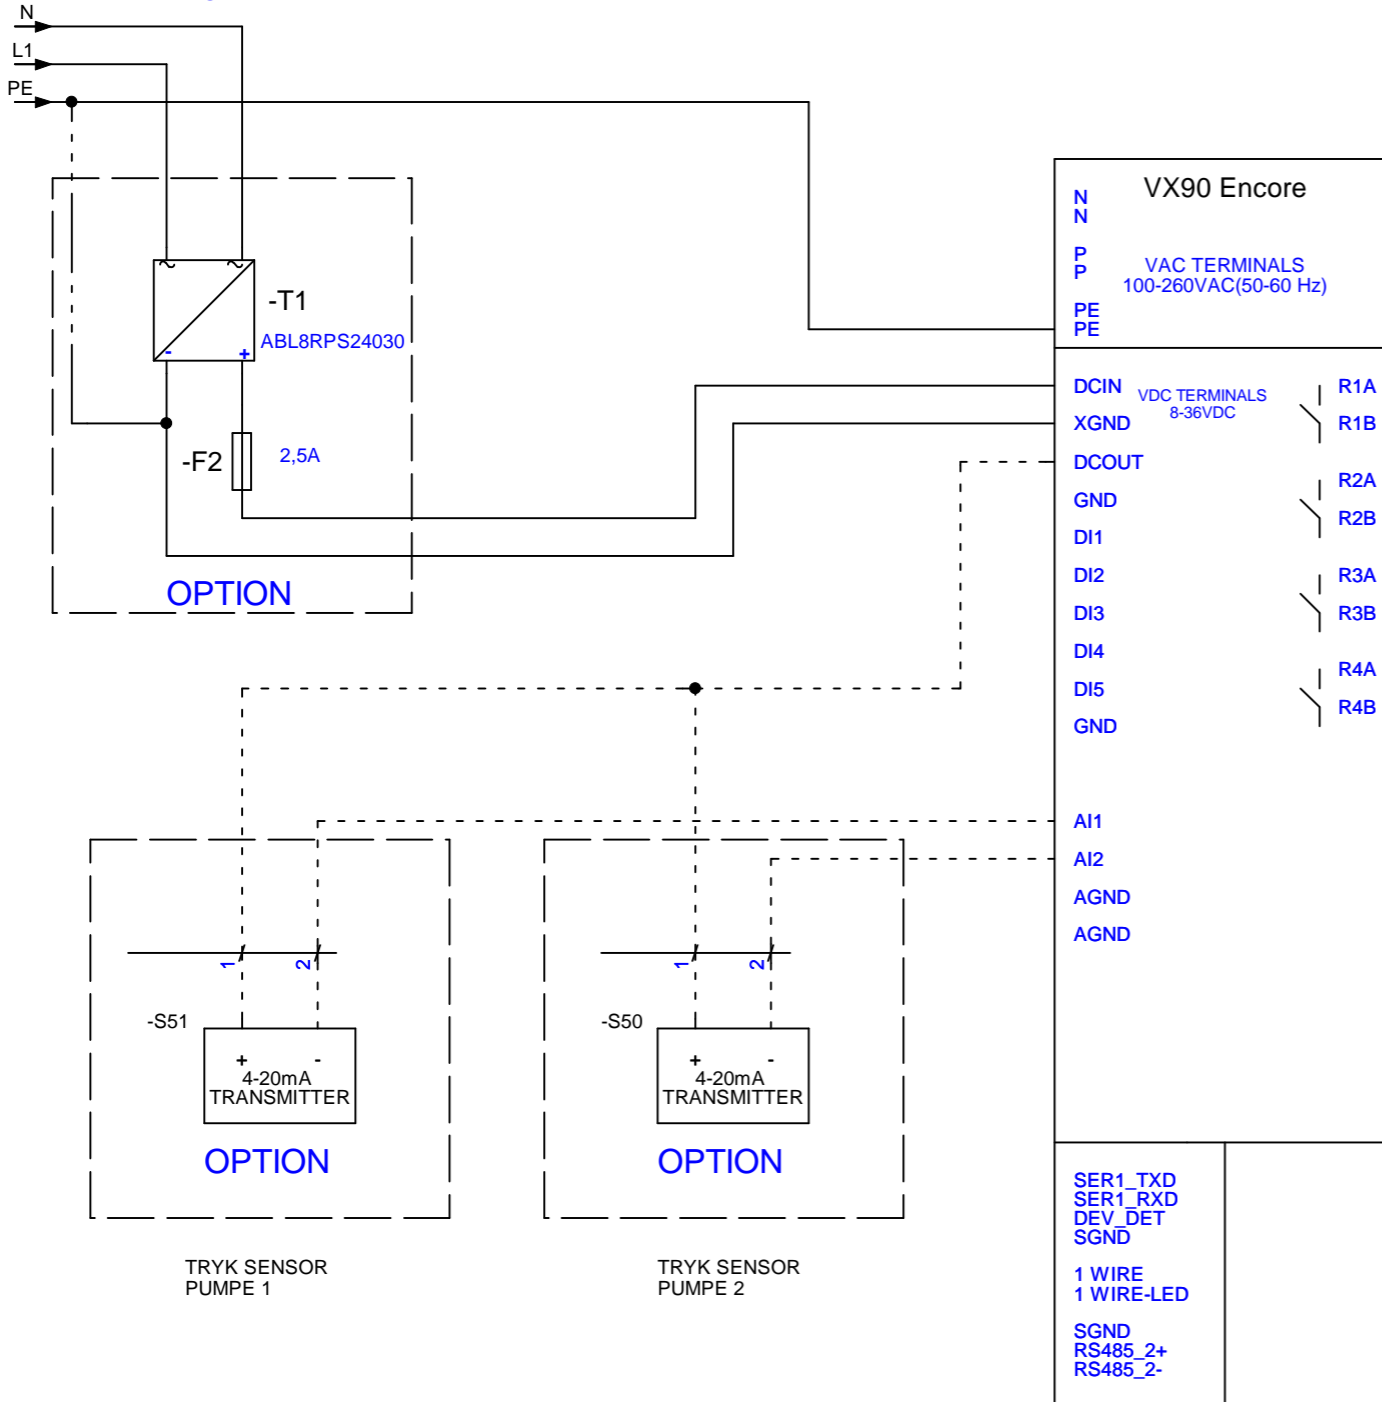 N
L1
PE
VX90 Encore
N
N
P
P
VAC TERMINALS
100-260VAC(50-60 Hz)
PE
PE
-T1
ABL8RPS24030
-
+
-F2
2,5A
OPTION
DCIN
VDC TERMINALS
8-36VDC
XGND
DCOUT
GND
DI1
DI2
DI3
DI4
DI5
GND
AI1
AI2
AGND
AGND
R1A
R1B
R2A
R2B
R3A
R3B
R4A
R4B
1
2
-S51
+ -
4-20mA
TRANSMITTER
OPTION
TRYK SENSOR
PUMPE 1
1
2
-S50
+ -
4-20mA
TRANSMITTER
OPTION
TRYK SENSOR
PUMPE 2
SER1_TXD
SER1_RXD
DEV_DET
SGND
1 WIRE
1 WIRE-LED
SGND
RS485_2+
RS485_2-